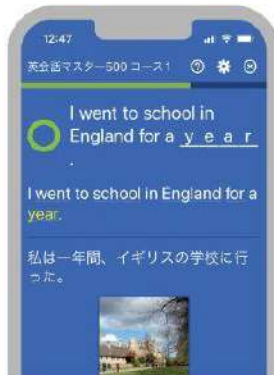 12:47
英会話マスター500 コース1
I went to school in
England for a y e a r
.
I went to school in England for a
year.
私は一年間、イギリスの学校に行
った。